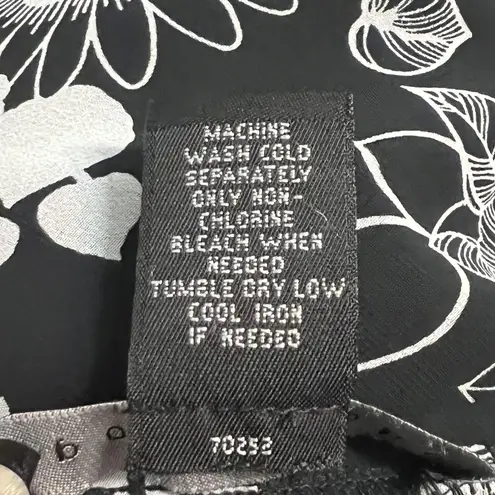 MACHINE
WASH COLD
SEPARATELY
ONLY NON-
CHLORINE
BLEACH WHEN
NEEDED
TUMBLE DRY LOW
COOL IRON
IF NEEDED
70252